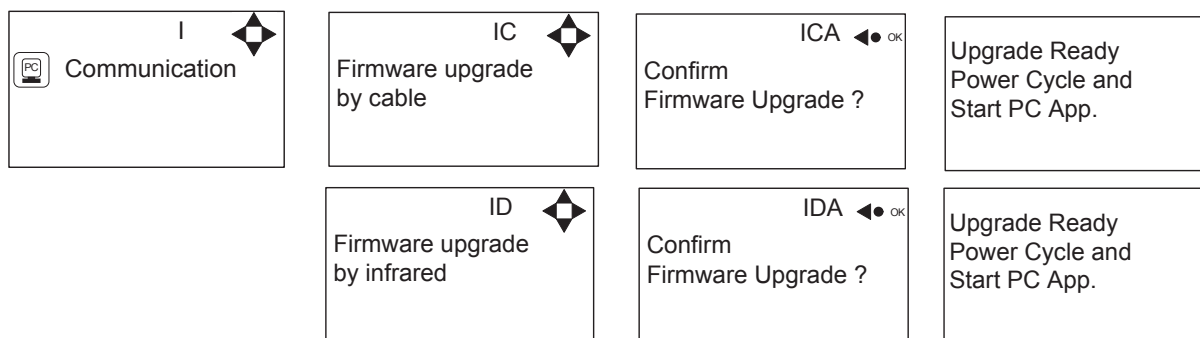 I
PC
Communication
IC
Firmware upgrade
by cable
ICA
OK
Confirm
Firmware Upgrade ?
Upgrade Ready
Power Cycle and
Start PC App.
ID
Firmware upgrade
by infrared
IDA
OK
Confirm
Firmware Upgrade ?
Upgrade Ready
Power Cycle and
Start PC App.